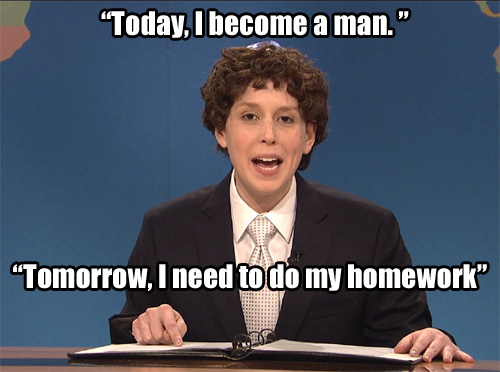 “Today, I become a man. ”
“Tomorrow, I need to do my homework”